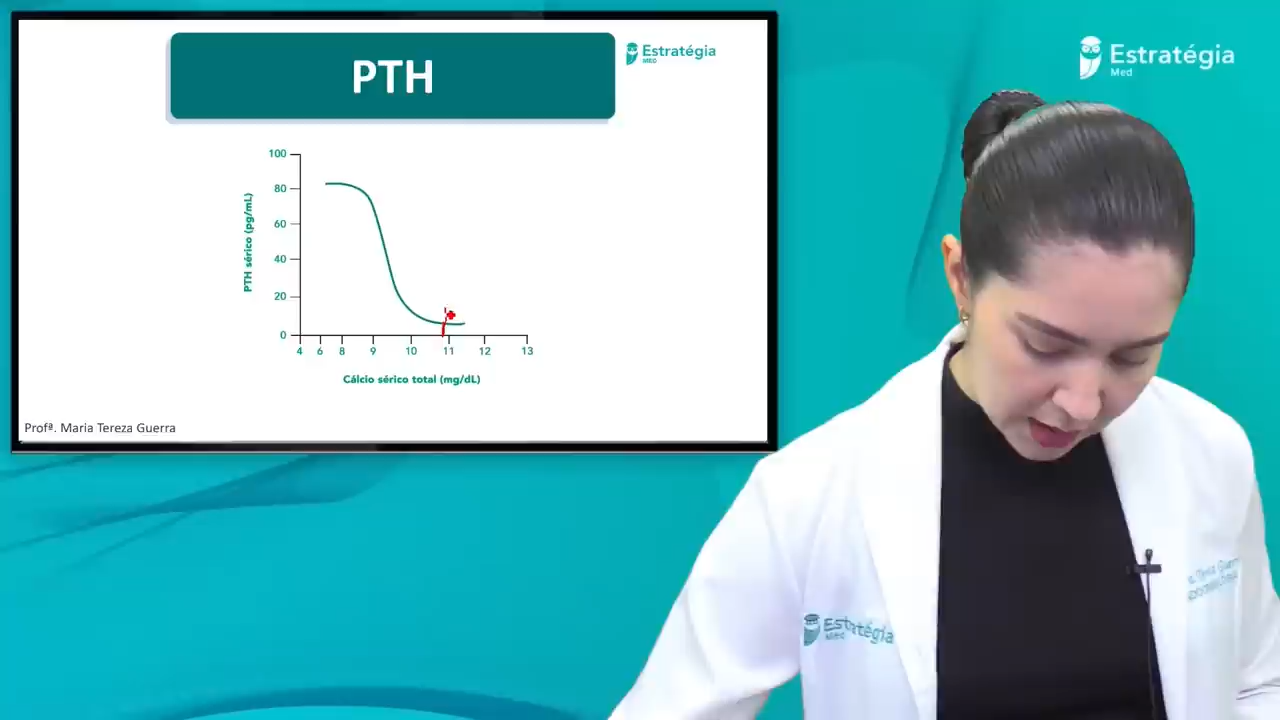 PTH
Estratégia
MED
Estratégia
Med
100
80
60
40
20
0
PTH sérico (pg/mL)
4 6 8 9 10 11 12 13
Cálcio sérico total (mg/dL)
Profª. Maria Tereza Guerra
Estratégia
Med